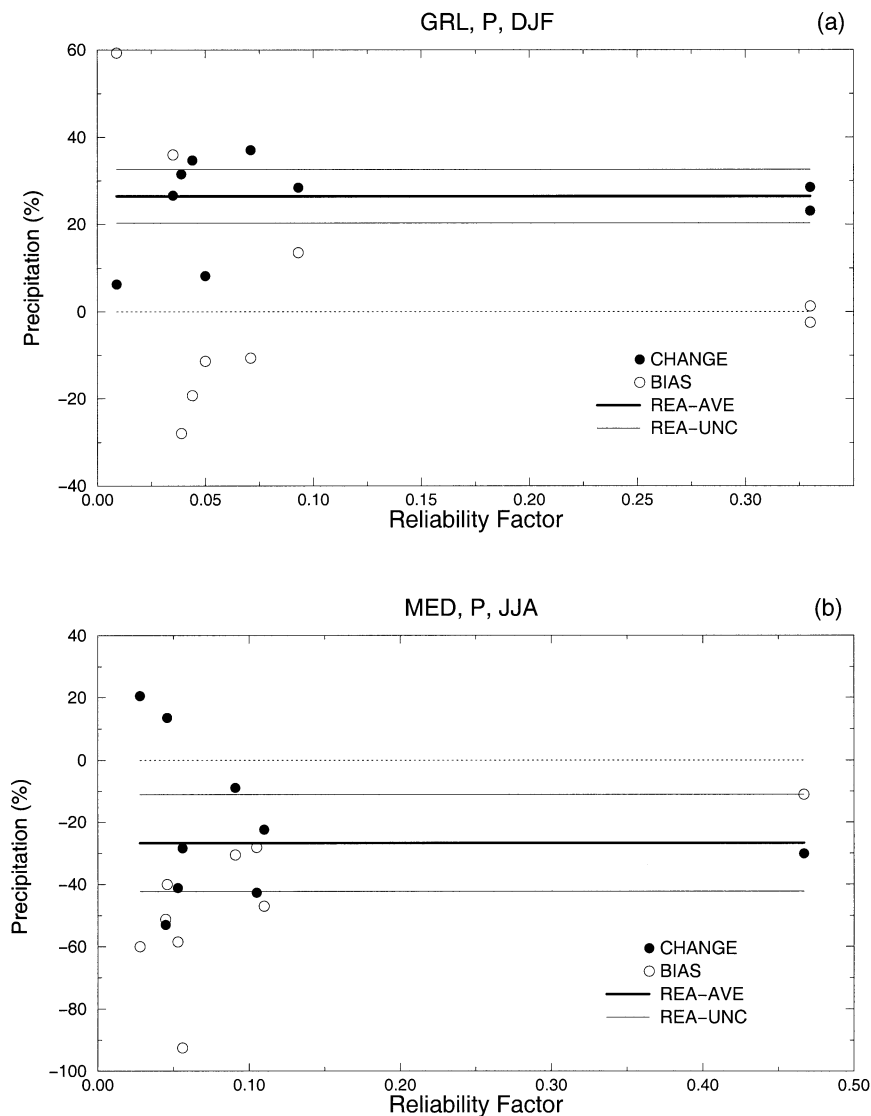 GRL, P, DJF
(a)
60
40
20
0
−20
−40
Precipitation (%)
CHANGE
BIAS
REA−AVE
REA−UNC
0.00 0.05 0.10 0.15 0.20 0.25 0.30
Reliability Factor
MED, P, JJA
(b)
40
20
0
−20
−40
−60
−80
−100
Precipitation (%)
CHANGE
BIAS
REA−AVE
REA−UNC
0.00 0.10 0.20 0.30 0.40 0.50
Reliability Factor